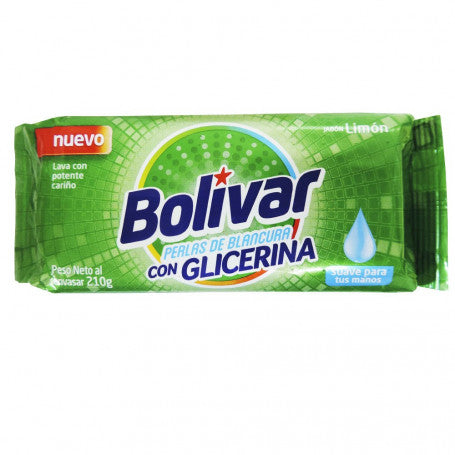 nuevo
Lava con
potente
cariño
JABÓN Limón
Bolivar
PERLAS DE BLANCURA
CON GLICERINA
Peso Neto al
envasar 210g
suave para
tus manos